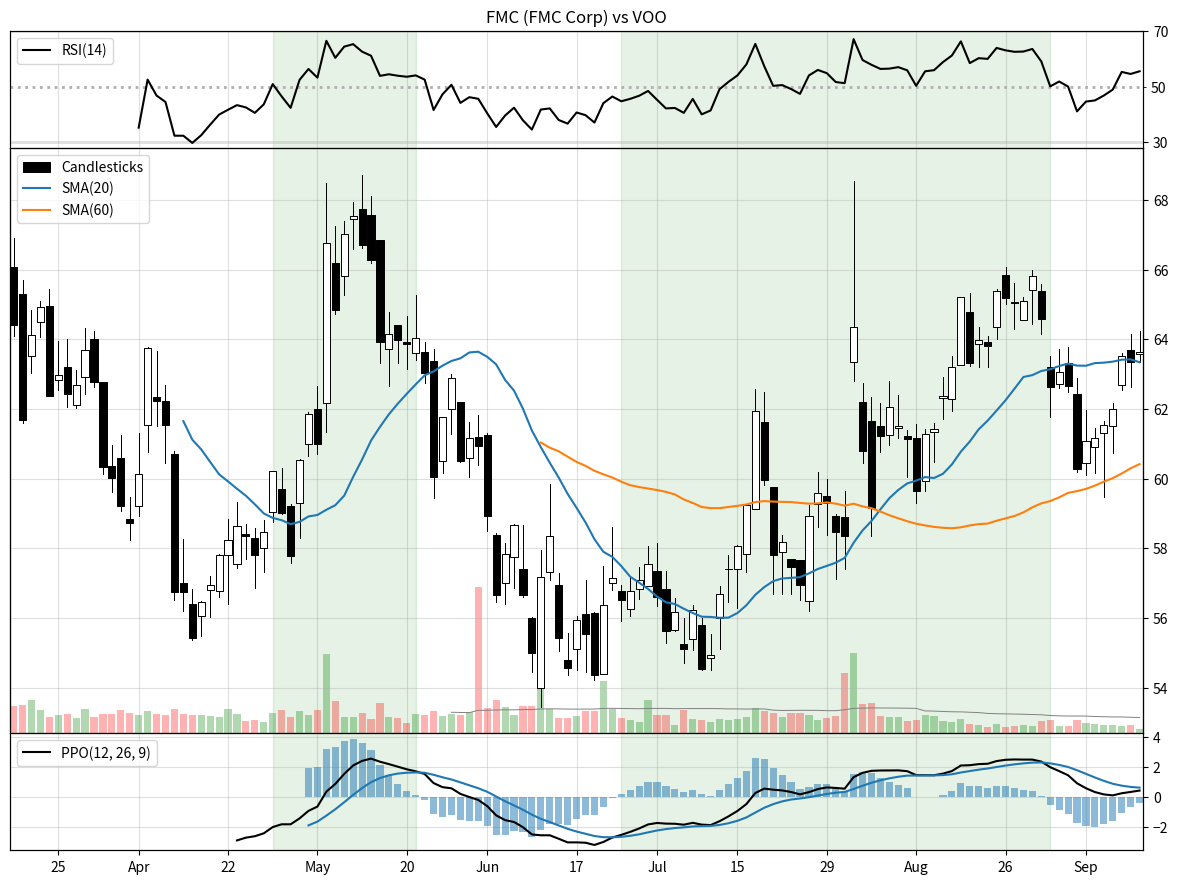 FMC (FMC Corp) vs VOO
RSI(14)
70
50
30
Candlesticks
SMA(20)
SMA(60)
68
66
64
62
60
58
56
54
PPO(12, 26, 9)
4
2
0
−2
25 Apr 22 May 20 Jun 17 Jul 15 29 Aug 26 Sep